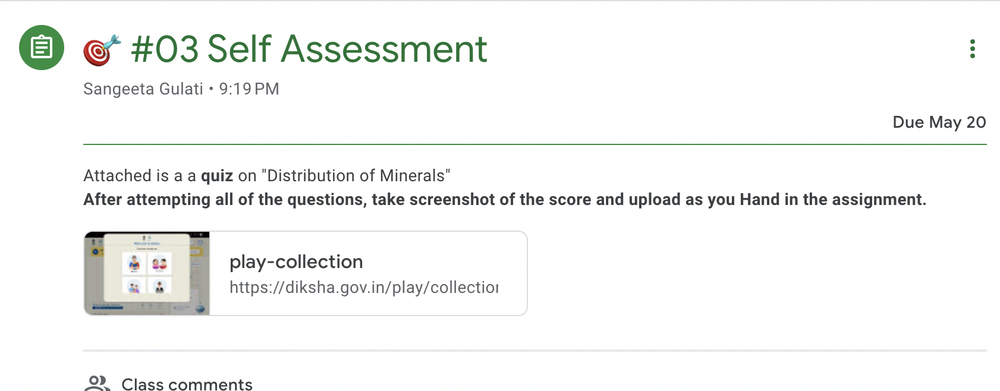 #03 Self Assessment
Sangeeta Gulati • 9:19 PM
Due May 20
Attached is a a quiz on "Distribution of Minerals"
After attempting all of the questions, take screenshot of the score and upload as you Hand in the assignment.
play-collection
https://diksha.gov.in/play/collection
Class comments